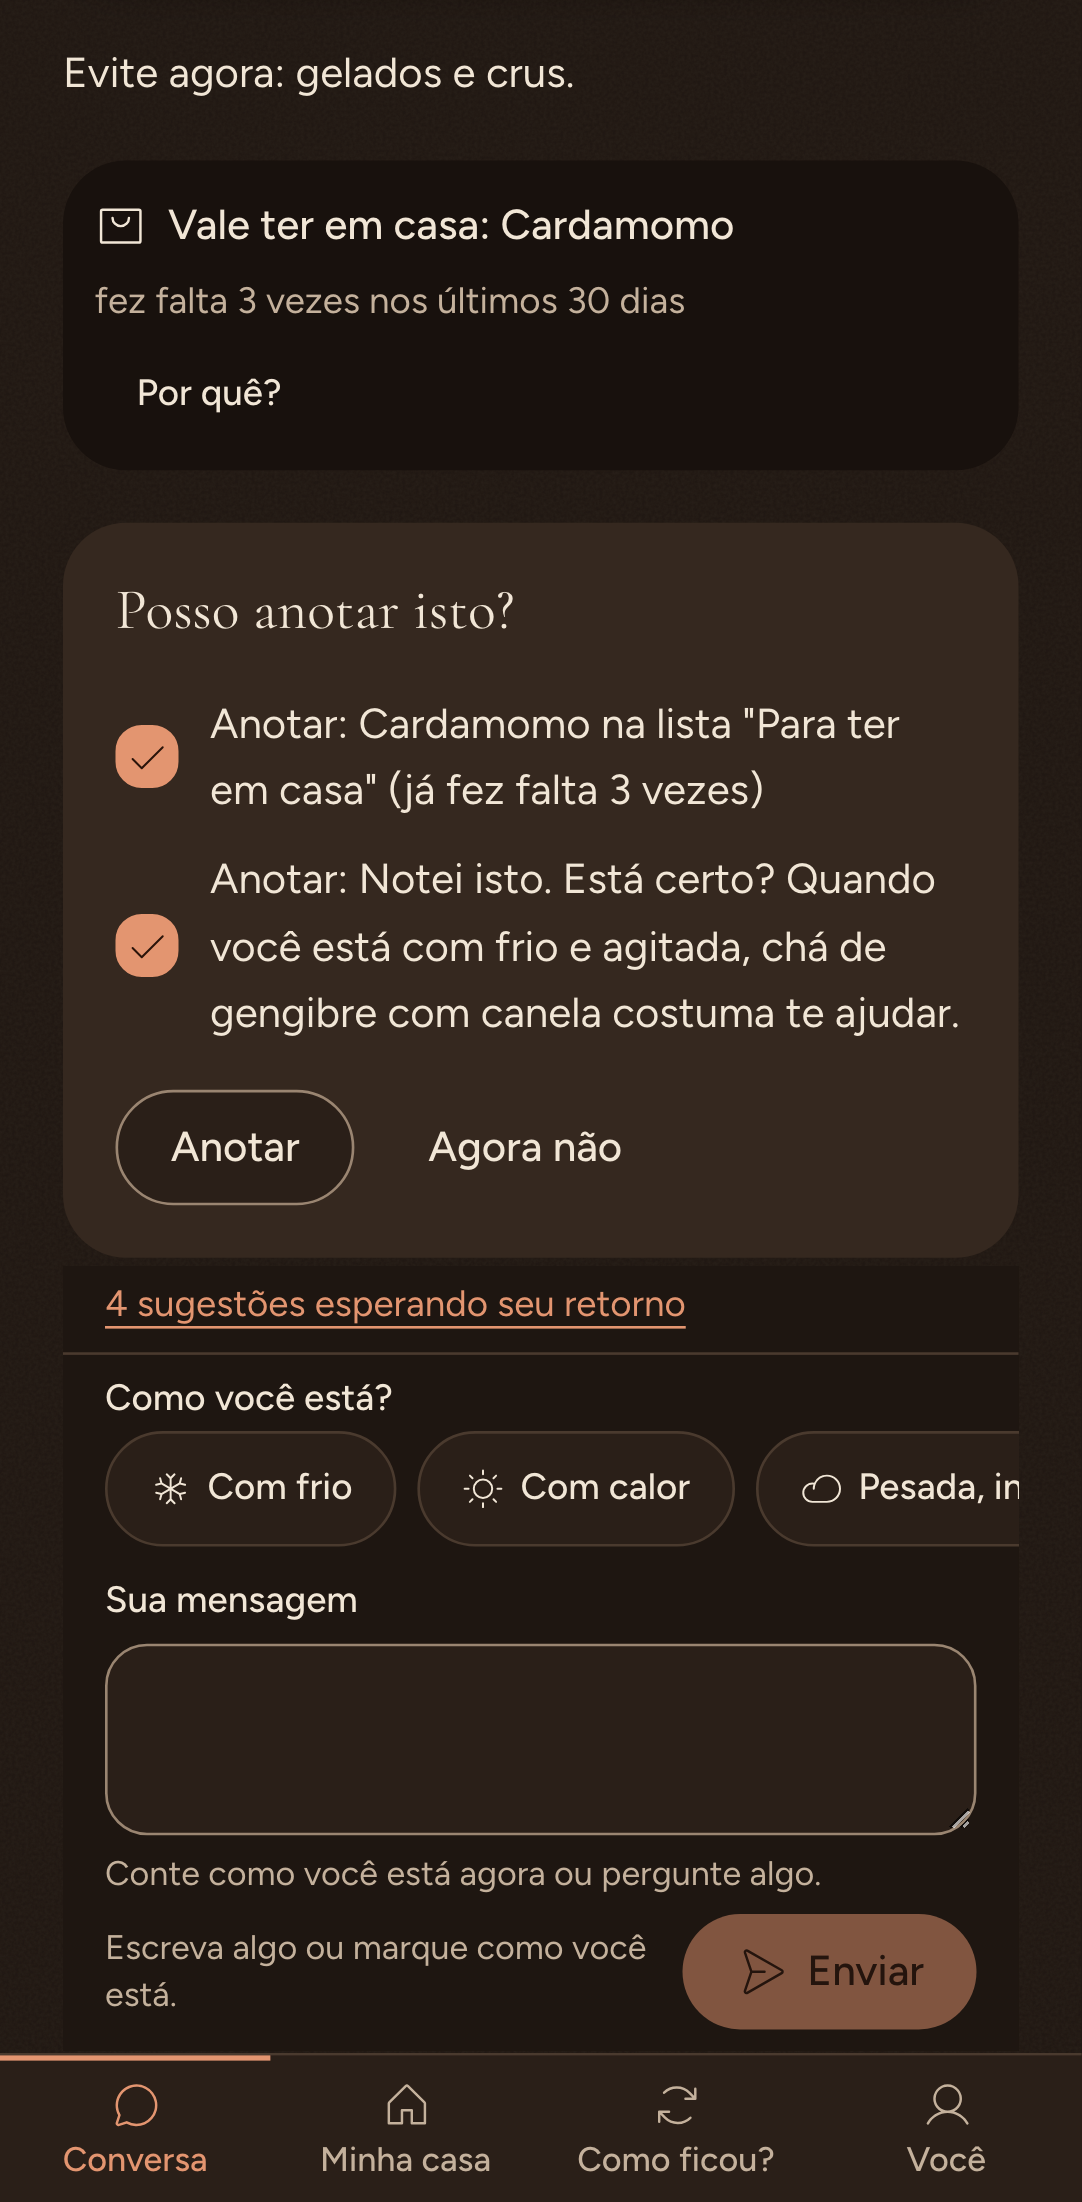 Evite agora: gelados e crus.
Vale ter em casa: Cardamomo
fez falta 3 vezes nos últimos 30 dias
Por quê?
Posso anotar isto?
Anotar: Cardamomo na lista "Para ter
em casa" (já fez falta 3 vezes)
Anotar: Notei isto. Está certo? Quando
você está com frio e agitada, chá de
gengibre com canela costuma te ajudar.
Anotar
Agora não
4 sugestões esperando seu retorno
Como você está?
Com frio
Com calor
Pesada, in
Sua mensagem
Conte como você está agora ou pergunte algo.
Escreva algo ou marque como você
está.
Enviar
Conversa
Minha casa
Como ficou?
Você